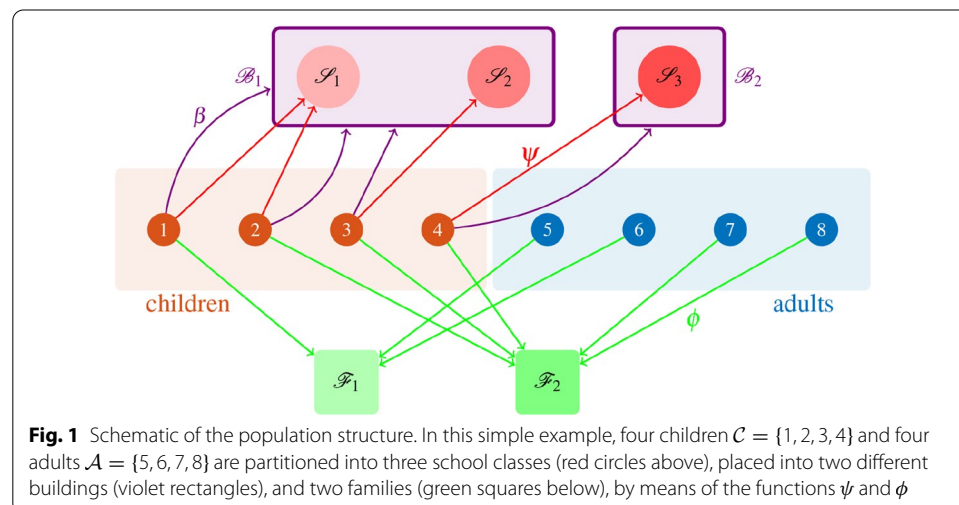 ℬ₁ 𝒮₁ 𝒮₂ 𝒮₃ ℬ₂
β
ψ
1 2 3 4 5 6 7 8
children adults
ϕ
ℱ₁ ℱ₂
Fig. 1 Schematic of the population structure. In this simple example, four children 𝒞 = {1, 2, 3, 4} and four
adults 𝒜 = {5, 6, 7, 8} are partitioned into three school classes (red circles above), placed into two different
buildings (violet rectangles), and two families (green squares below), by means of the functions ψ and ϕ